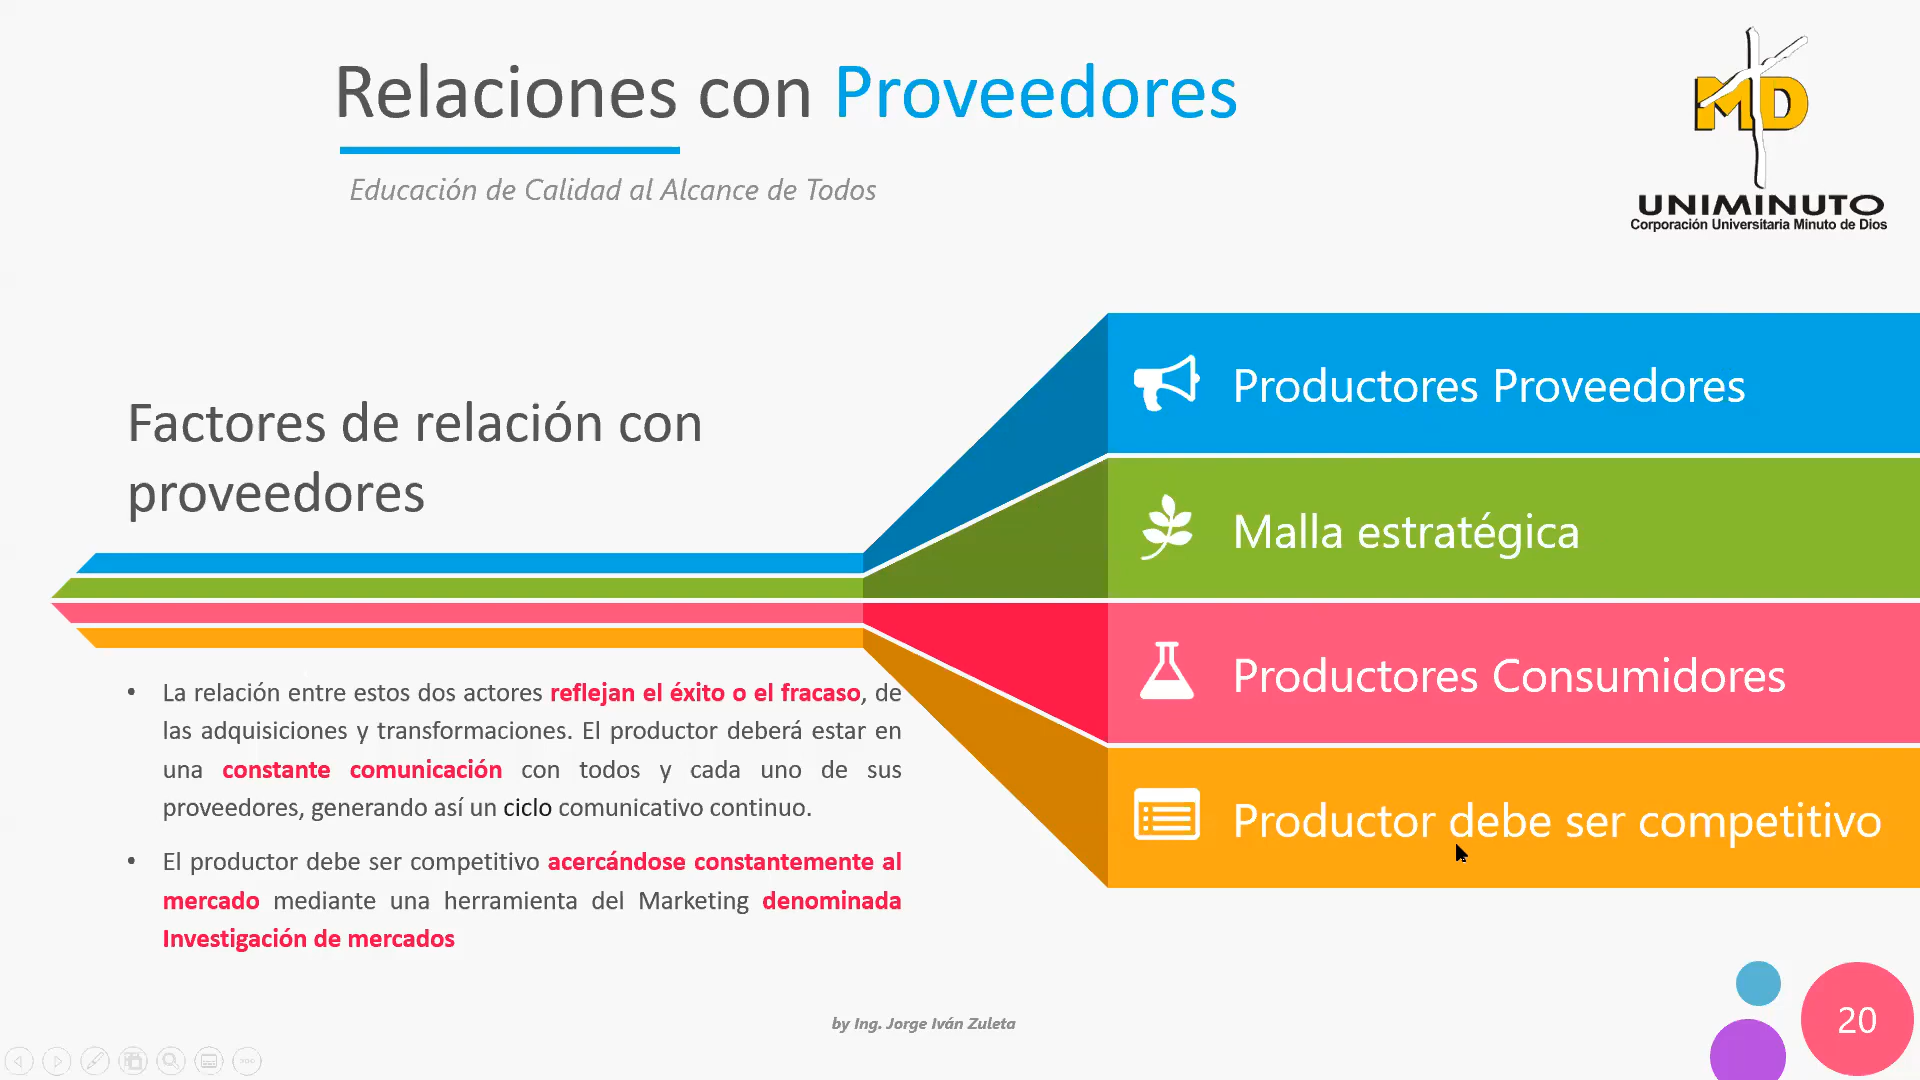 Relaciones con Proveedores
Educación de Calidad al Alcance de Todos
MD
UNIMINUTO
Corporación Universitaria Minuto de Dios
Factores de relación con
proveedores
Productores Proveedores
Malla estratégica
Productores Consumidores
Productor debe ser competitivo
• La relación entre estos dos actores reflejan el éxito o el fracaso, de
las adquisiciones y transformaciones. El productor deberá estar en
una constante comunicación con todos y cada uno de sus
proveedores, generando así un ciclo comunicativo continuo.
• El productor debe ser competitivo acercándose constantemente al
mercado mediante una herramienta del Marketing denominada
Investigación de mercados
by Ing. Jorge Iván Zuleta
20